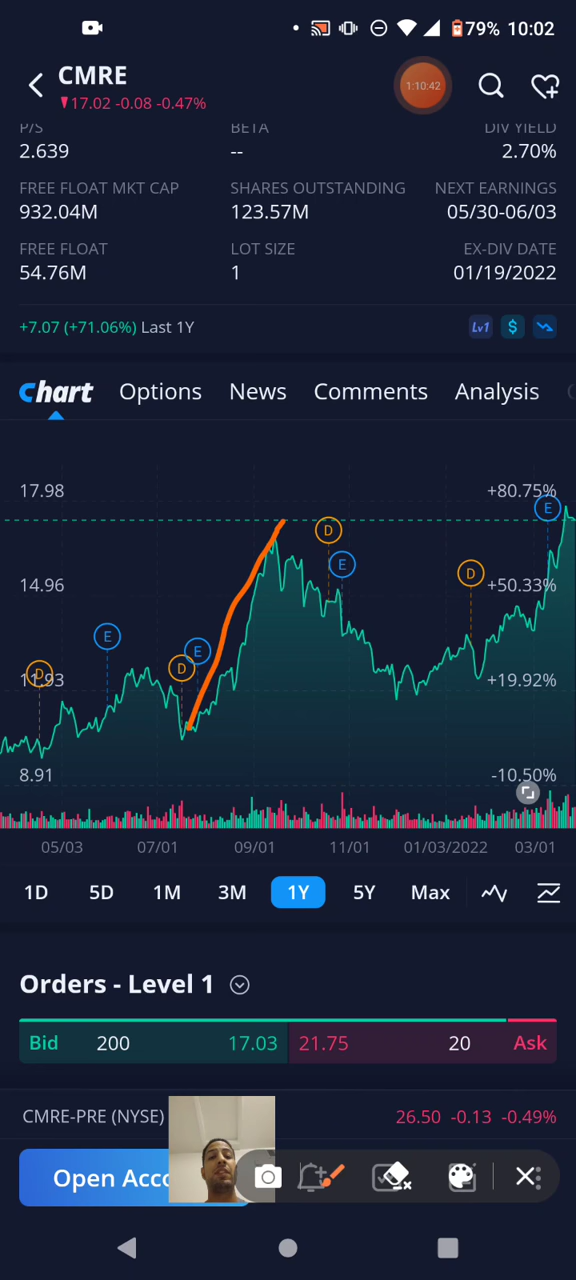 79% 10:02
CMRE
17.02 -0.08 -0.47%
1:10:42
P/S BETA DIV YIELD
2.639 -- 2.70%
FREE FLOAT MKT CAP SHARES OUTSTANDING NEXT EARNINGS
932.04M 123.57M 05/30-06/03
FREE FLOAT LOT SIZE EX-DIV DATE
54.76M 1 01/19/2022
+7.07 (+71.06%) Last 1Y Lv1 $
Chart Options News Comments Analysis
17.98 +80.75%
E
D
14.96 +50.33%
E
D
E
E
D
D
11.93 +19.92%
8.91 -10.50%
05/03 07/01 09/01 11/01 01/03/2022 03/01
1D 5D 1M 3M 1Y 5Y Max
Orders - Level 1
Bid 200 17.03 21.75 20 Ask
CMRE-PRE (NYSE) 26.50 -0.13 -0.49%
Open Acco